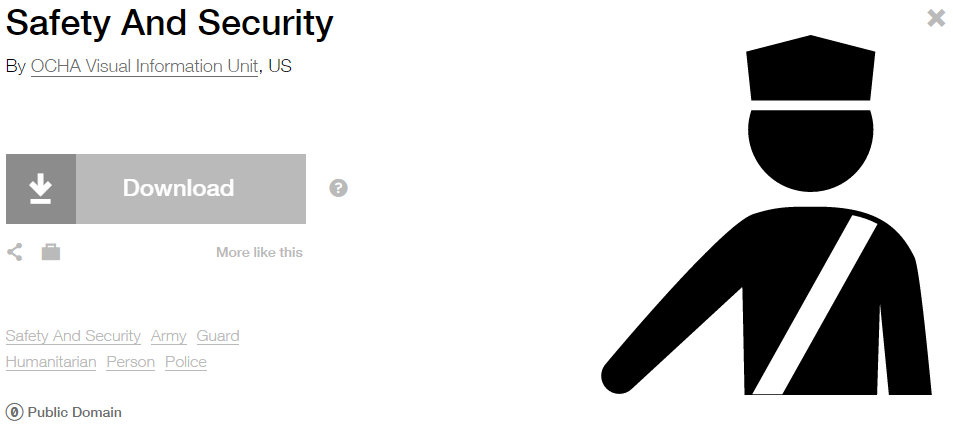 Safety And Security
By OCHA Visual Information Unit, US
Download
?
More like this
Safety And Security Army Guard
Humanitarian Person Police
0 Public Domain